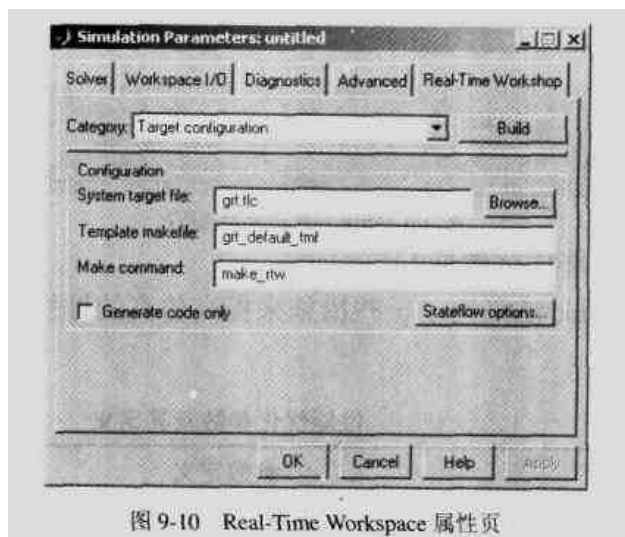 Simulation Parameters: untitled
Solver Workspace I/O Diagnostics Advanced Real-Time Workshop
Category: Target configuration Build
Configuration
System target file: grt.tlc Browse...
Template makefile: grt_default_tmf
Make command: make_rtw
Generate code only Stateflow options...
OK Cancel Help Apply
图 9-10 Real-Time Workspace 属性页